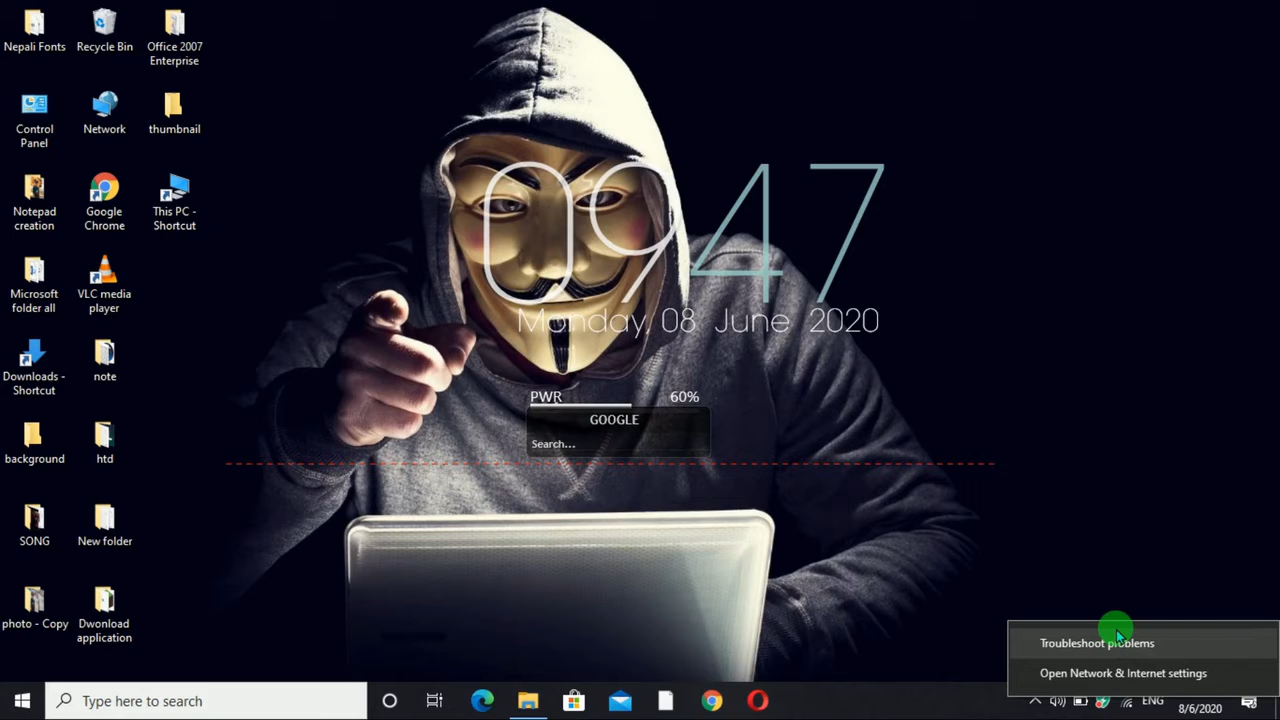 Nepali Fonts
Recycle Bin
Office 2007
Enterprise
Control
Panel
Network
thumbnail
Notepad
creation
Google
Chrome
This PC -
Shortcut
Microsoft
folder all
VLC media
player
Downloads -
Shortcut
note
background
htd
SONG
New folder
photo - Copy
Dwonload
application
0947
Monday, 08 June 2020
PWR 60%
GOOGLE
Search...
Troubleshoot problems
Open Network & Internet settings
Type here to search
ENG
8/6/2020